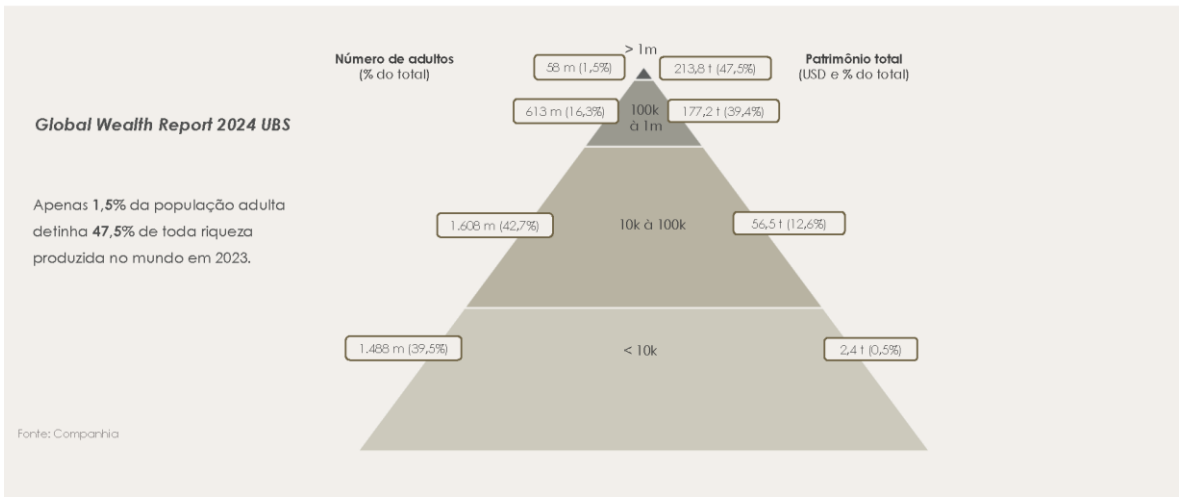 Global Wealth Report 2024 UBS
Apenas 1,5% da população adulta
detinha 47,5% de toda riqueza
produzida no mundo em 2023.
Número de adultos
(% do total)
> 1m
Patrimônio total
(USD e % do total)
58 m (1,5%)
213,8 t (47,5%)
613 m (16,3%)
100k
à 1m
177,2 t (39,4%)
1.608 m (42,7%)
10k à 100k
56,5 t (12,6%)
1.488 m (39,5%)
< 10k
2,4 t (0,5%)
Fonte: Companhia